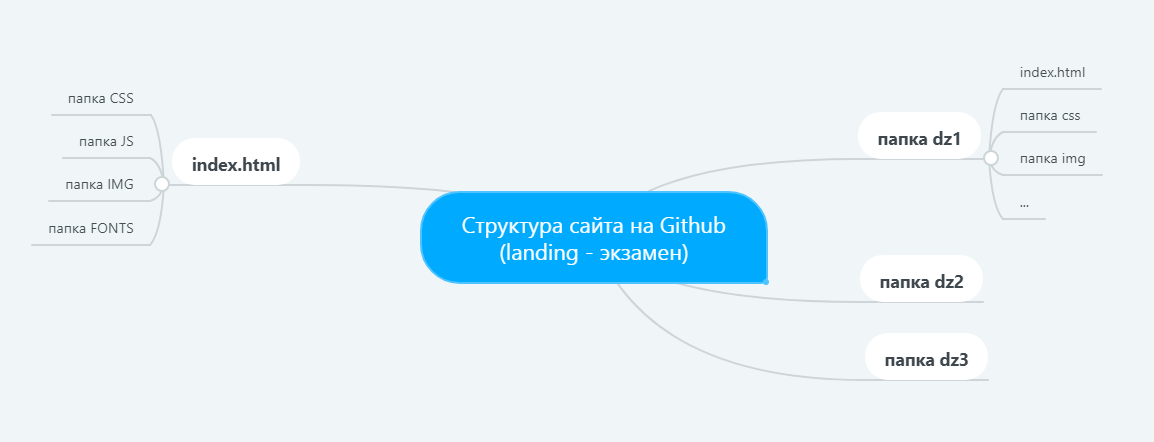 Структура сайта на Github
(landing - экзамен)
index.html
папка CSS
папка JS
папка IMG
папка FONTS
папка dz1
index.html
папка css
папка img
...
папка dz2
папка dz3